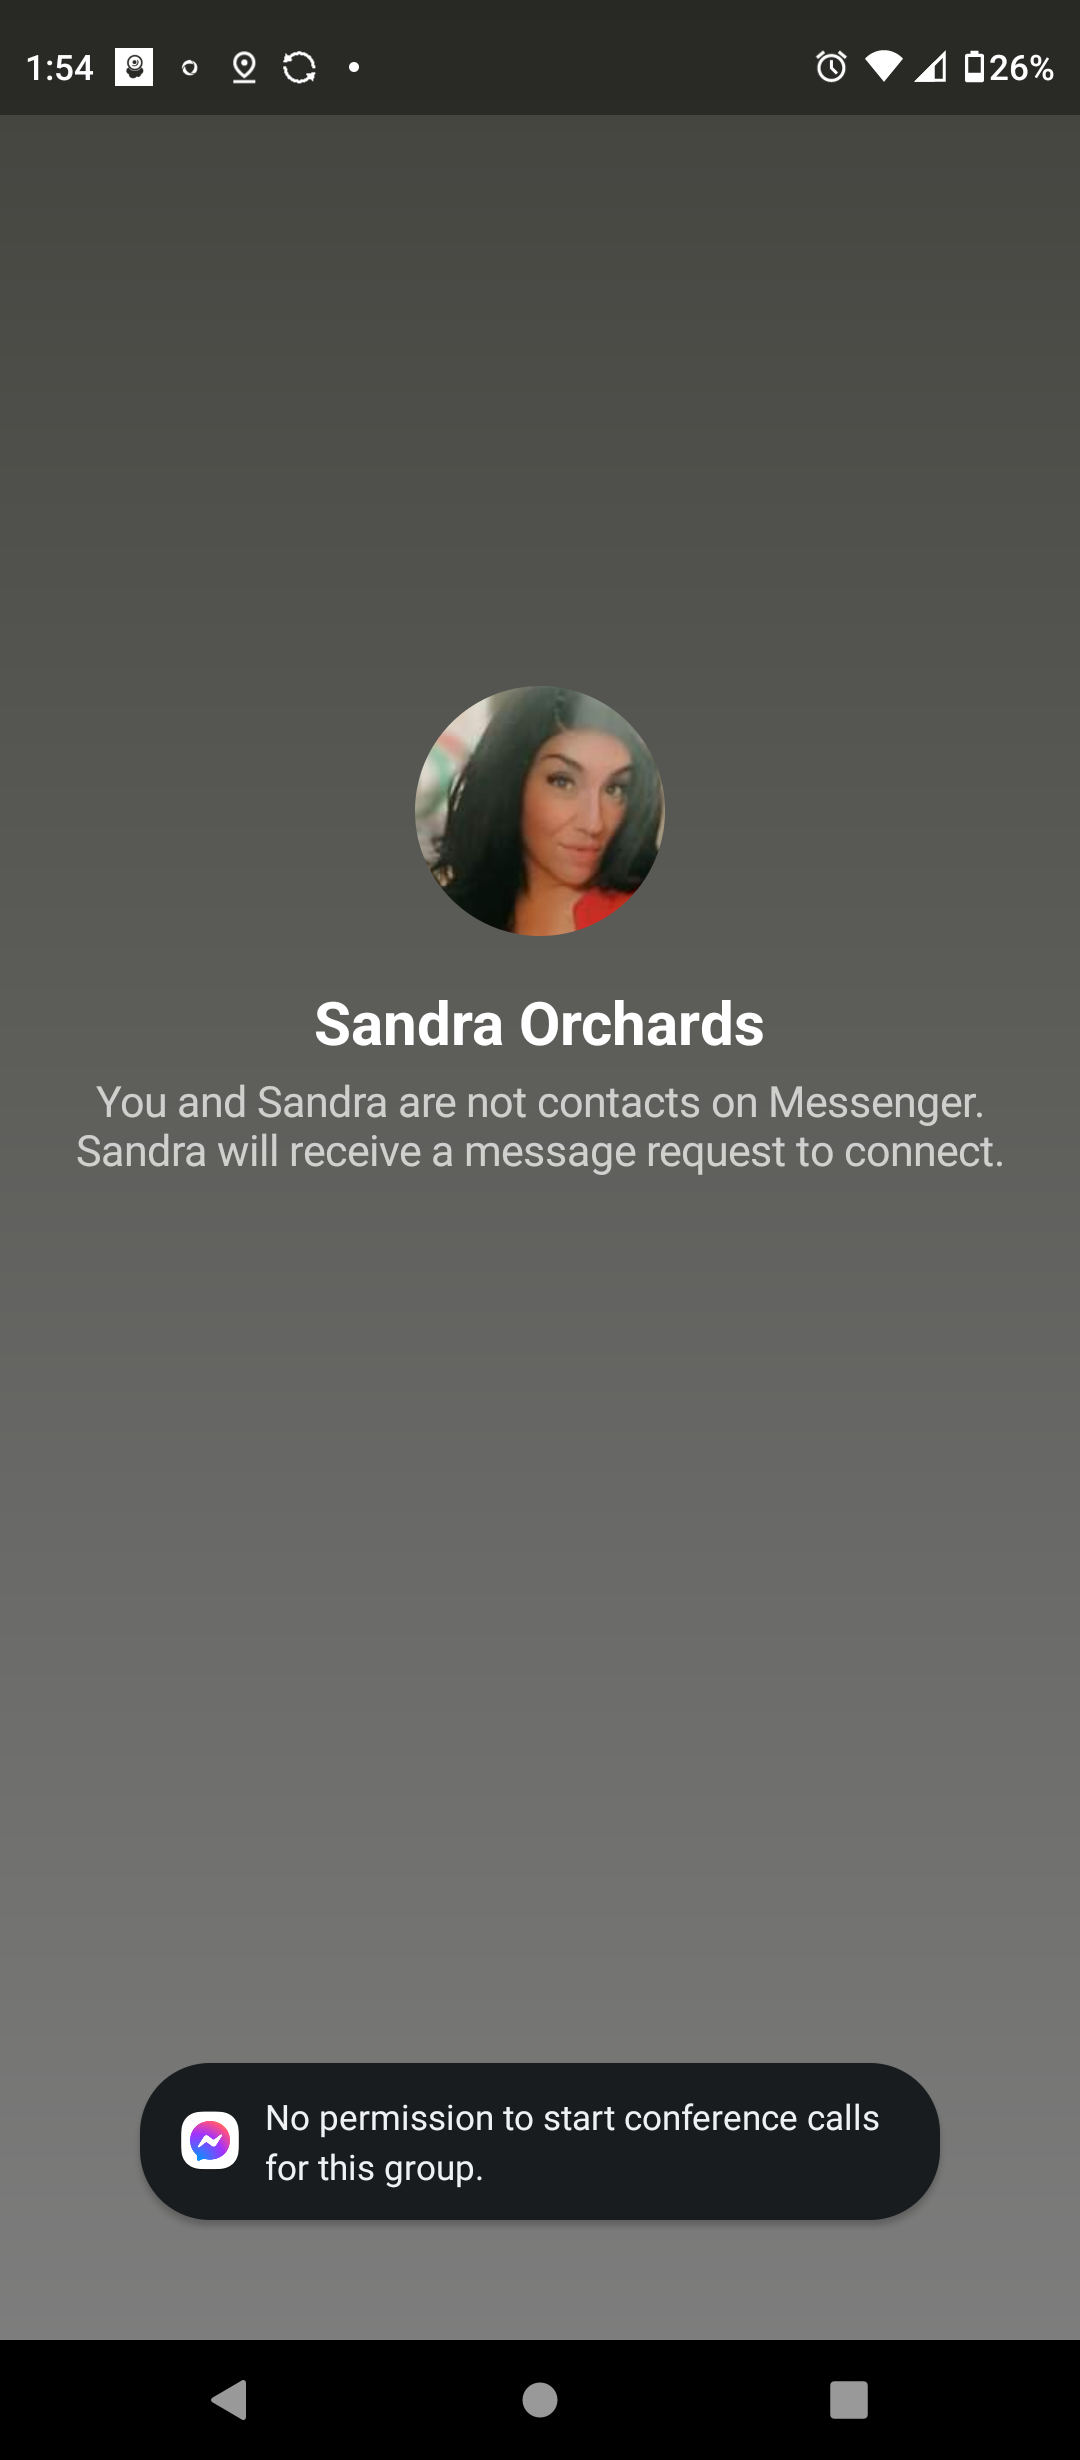 1:54
26%
Sandra Orchards
You and Sandra are not contacts on Messenger.
Sandra will receive a message request to connect.
No permission to start conference calls
for this group.